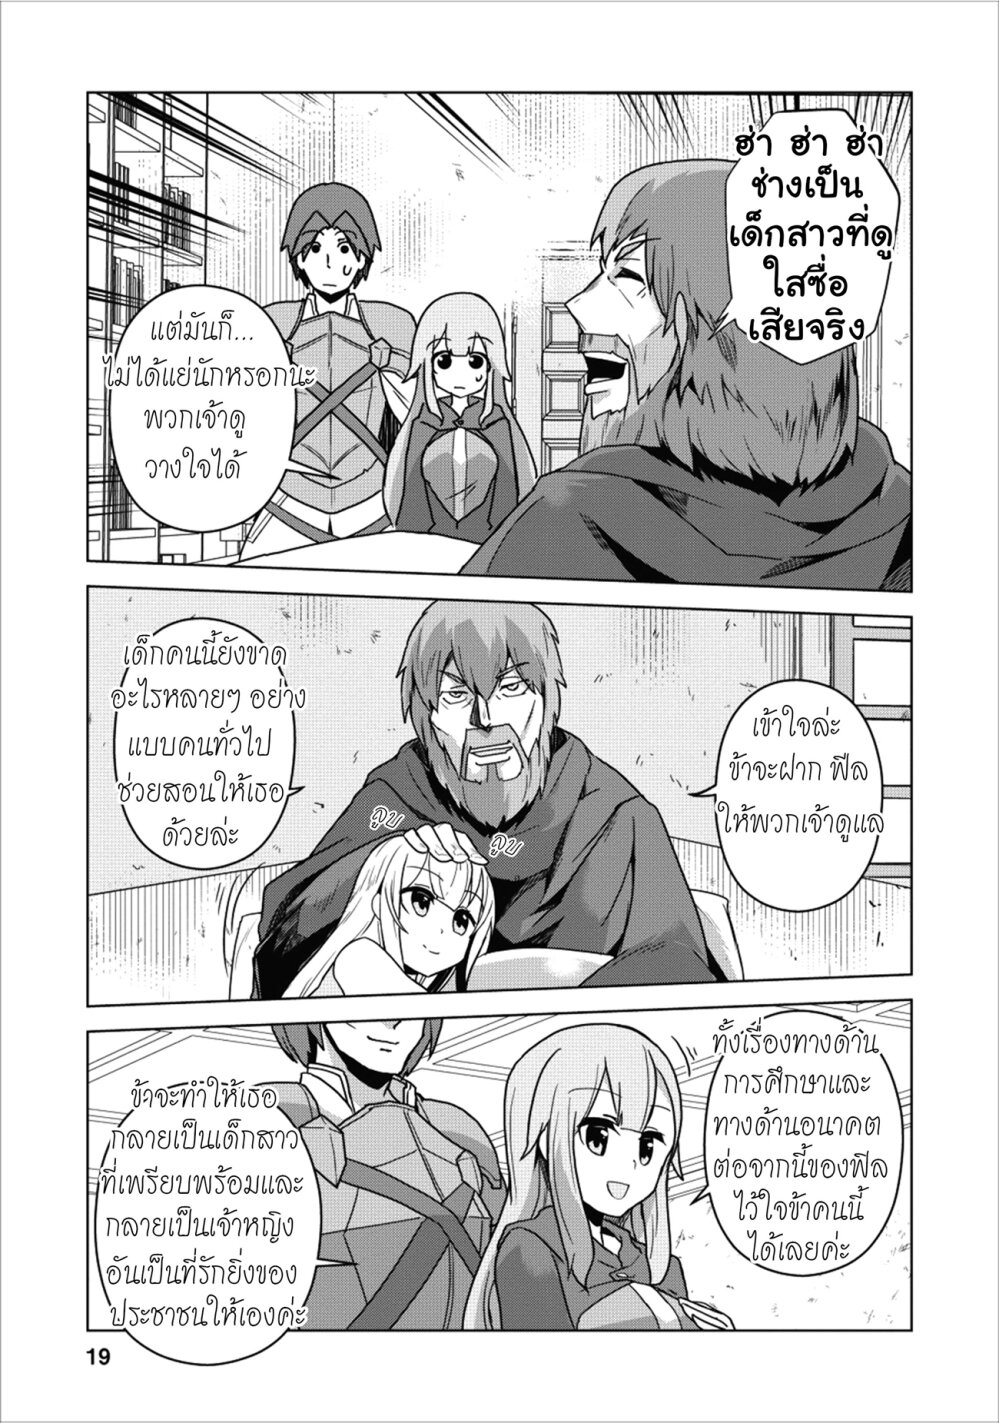 ฮ่า ฮ่า ฮ่า
ช่างเป็น
เด็กสาวที่ดู
ใสซื่อ
เสียจริง
แต่มันก็...
ไม่ได้แย่นักหรอกนะ
พวกเจ้าดู
วางใจได้
เข้าใจล่ะ
ข้าจะฝาก ฟิล
ให้พวกเจ้าดูแล
เด็กคนนี้ยังขาด
อะไรหลายๆ อย่าง
แบบคนทั่วไป
ช่วยสอนให้เธอ
ด้วยล่ะ
ลูบ
ลูบ
ทั้งเรื่องทางด้าน
การศึกษาและ
ทางด้านอนาคต
ต่อจากนี้ของฟิล
ไว้ใจข้าคนนี้
ได้เลยค่ะ
ข้าจะทำให้เธอ
กลายเป็นเด็กสาว
ที่เพรียบพร้อมและ
กลายเป็นเจ้าหญิง
อันเป็นที่รักยิ่งของ
ประชาชนให้เองค่ะ
19